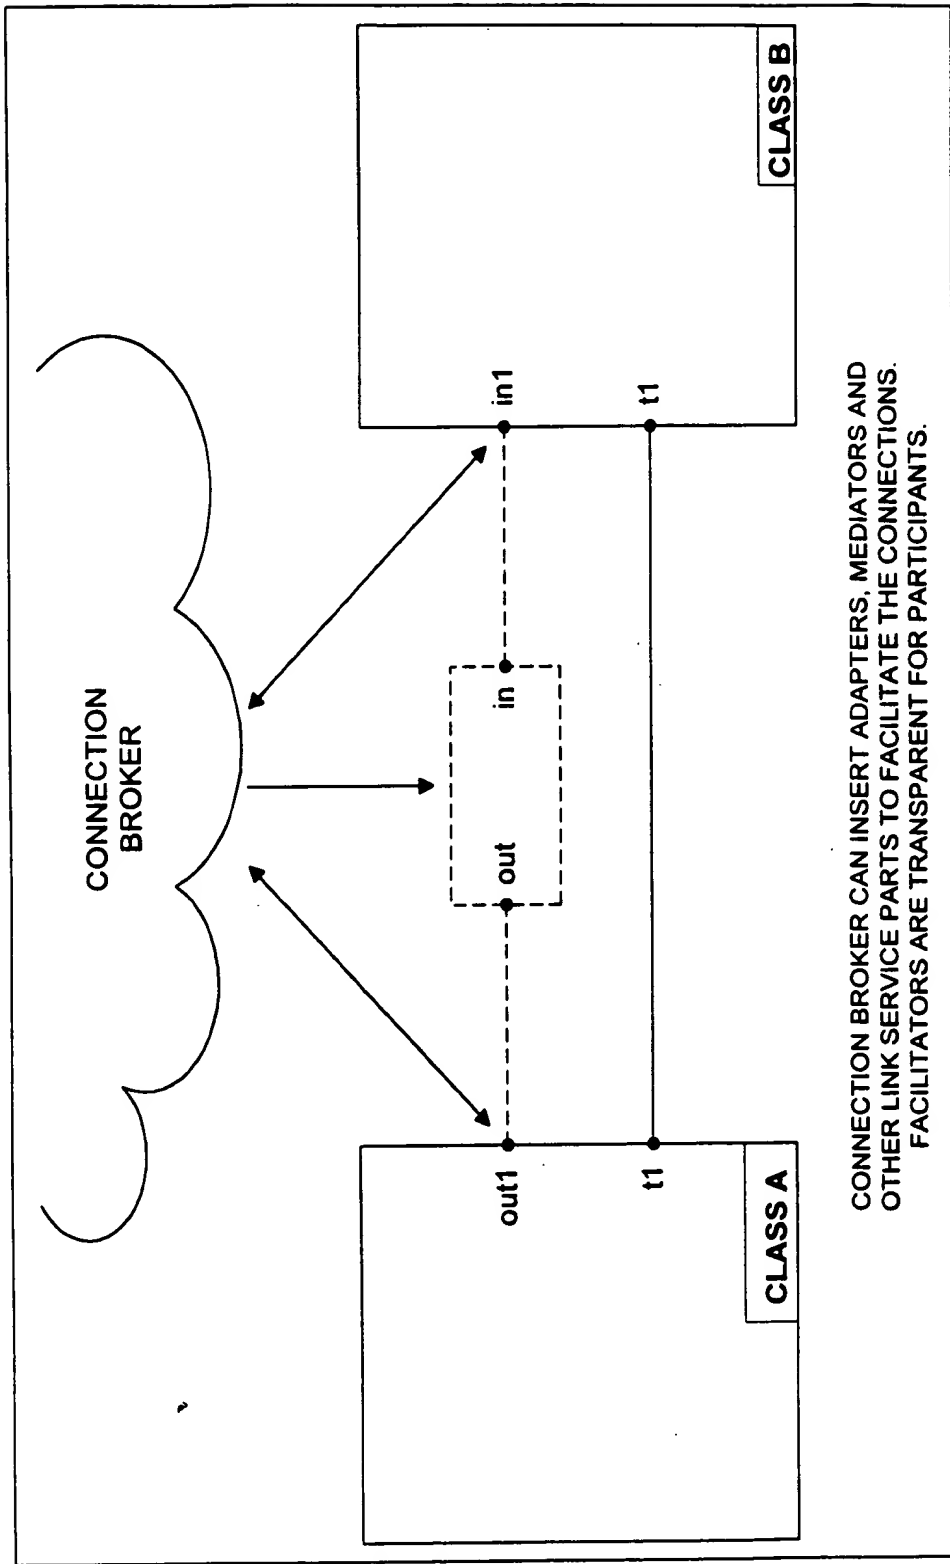 CONNECTION
BROKER
out1
out
in
in1
t1
t1
CLASS A
CLASS B
CONNECTION BROKER CAN INSERT ADAPTERS, MEDIATORS AND
OTHER LINK SERVICE PARTS TO FACILITATE THE CONNECTIONS.
FACILITATORS ARE TRANSPARENT FOR PARTICIPANTS.